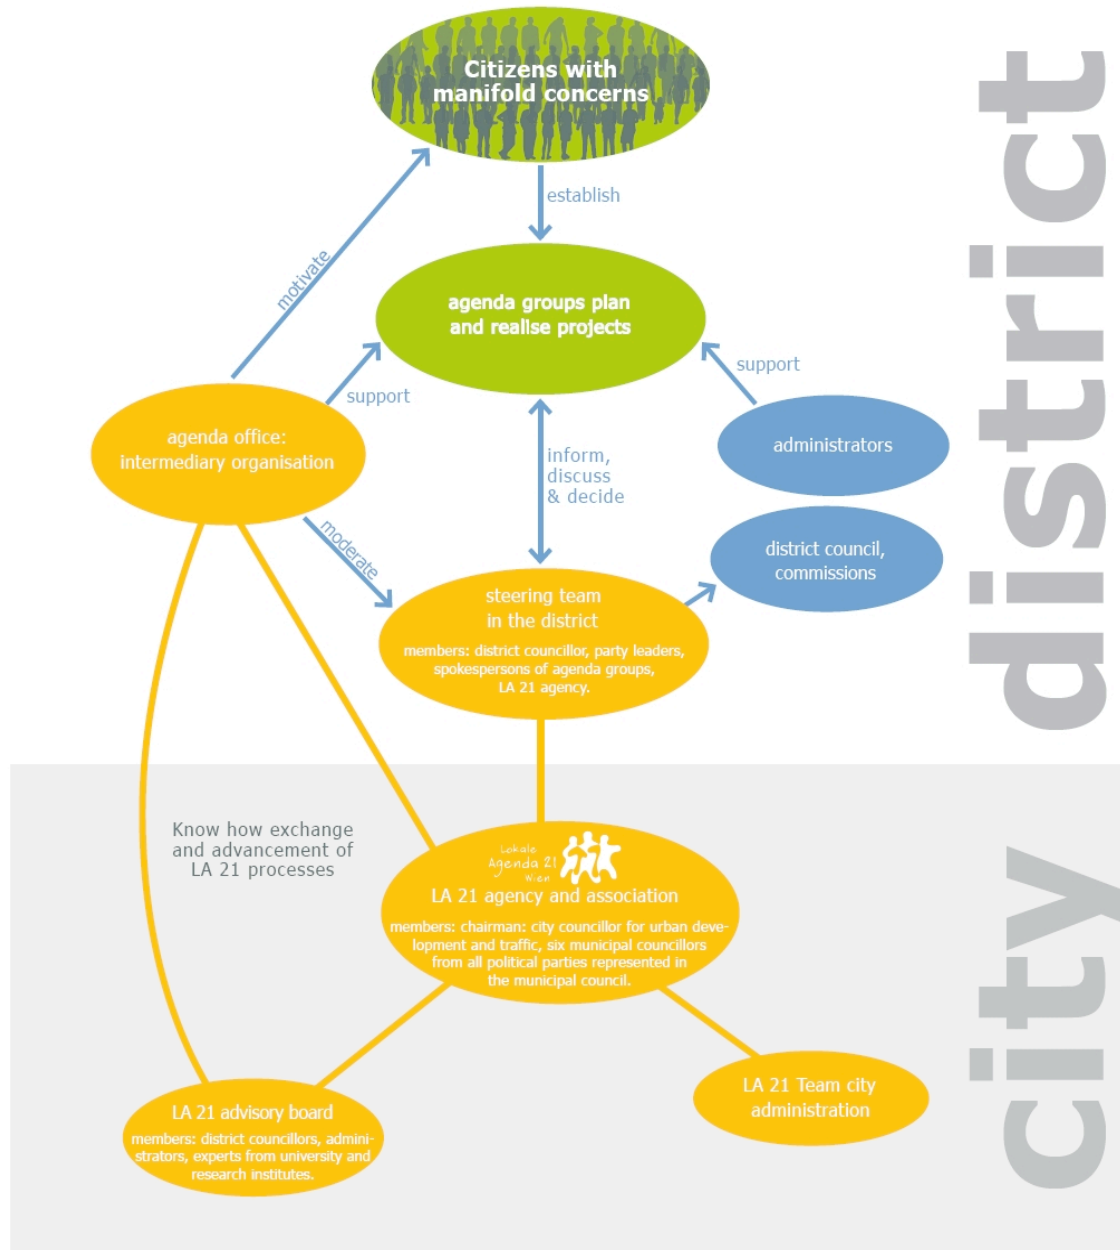 Citizens with
manifold concerns
establish
motivate
agenda groups plan
and realise projects
support
support
agenda office:
intermediary organisation
administrators
inform,
discuss
& decide
moderate
district council,
commissions
steering team
in the district
members: district councillor, party leaders,
spokespersons of agenda groups,
LA 21 agency.
district
Know how exchange
and advancement of
LA 21 processes
Lokale
Agenda 21
Wien
LA 21 agency and association
members: chairman: city councillor for urban deve-
lopment and traffic, six municipal councillors
from all political parties represented in
the municipal council.
LA 21 advisory board
members: district councillors, admini-
strators, experts from university and
research institutes.
LA 21 Team city
administration
city